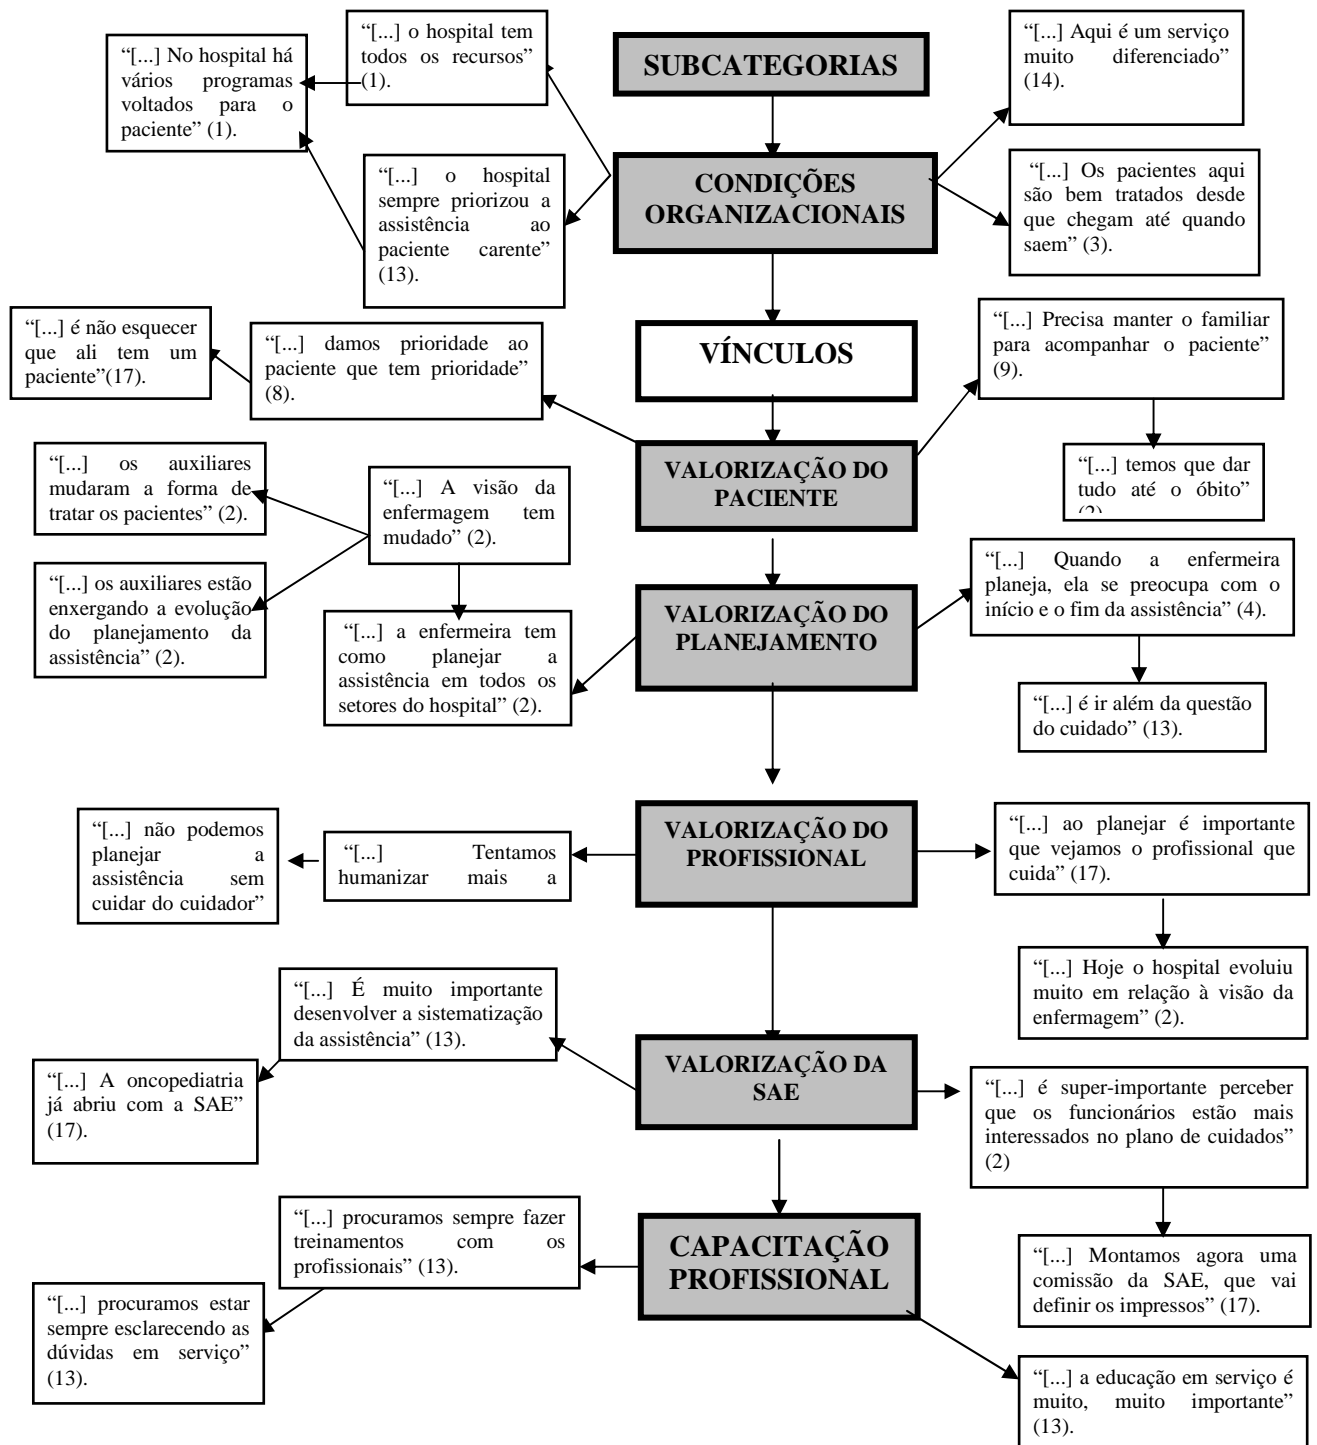 “[...] No hospital há
vários programas
voltados para o
paciente” (1).
“[...] o hospital tem
todos os recursos”
(1).
SUBCATEGORIAS
“[...] Aqui é um serviço
muito diferenciado”
(14).
“[...] o hospital
sempre priorizou a
assistência ao
paciente carente”
(13).
CONDIÇÕES
ORGANIZACIONAIS
“[...] Os pacientes aqui
são bem tratados desde
que chegam até quando
saem” (3).
“[...] é não esquecer
que ali tem um
paciente”(17).
“[...] damos prioridade ao
paciente que tem prioridade”
(8).
VÍNCULOS
“[...] Precisa manter o familiar
para acompanhar o paciente”
(9).
“[...] os auxiliares
mudaram a forma de
tratar os pacientes” (2).
“[...] A visão da
enfermagem tem
mudado” (2).
VALORIZAÇÃO DO
PACIENTE
“[...] temos que dar
tudo até o óbito”
“[...] os auxiliares estão
enxergando a evolução
do planejamento da
assistência” (2).
“[...] a enfermeira tem
como planejar a
assistência em todos os
setores do hospital” (2).
VALORIZAÇÃO DO
PLANEJAMENTO
“[...] Quando a enfermeira
planeja, ela se preocupa com o
início e o fim da assistência” (4).
“[...] é ir além da questão
do cuidado” (13).
“[...] não podemos
planejar a
assistência sem
cuidar do cuidador”
“[...] Tentamos
humanizar mais a
VALORIZAÇÃO DO
PROFISSIONAL
“[...] ao planejar é importante
que vejamos o profissional que
cuida” (17).
“[...] Hoje o hospital evoluiu
muito em relação à visão da
enfermagem” (2).
“[...] É muito importante
desenvolver a sistematização
da assistência” (13).
“[...] A oncopediatria
já abriu com a SAE”
(17).
VALORIZAÇÃO DA
SAE
“[...] é super-importante perceber
que os funcionários estão mais
interessados no plano de cuidados”
(2)
“[...] Montamos agora uma
comissão da SAE, que vai
definir os impressos” (17).
“[...] procuramos sempre fazer
treinamentos com os
profissionais” (13).
“[...] procuramos estar
sempre esclarecendo as
dúvidas em serviço”
(13).
CAPACITAÇÃO
PROFISSIONAL
“[...] a educação em serviço é
muito, muito importante”
(13).